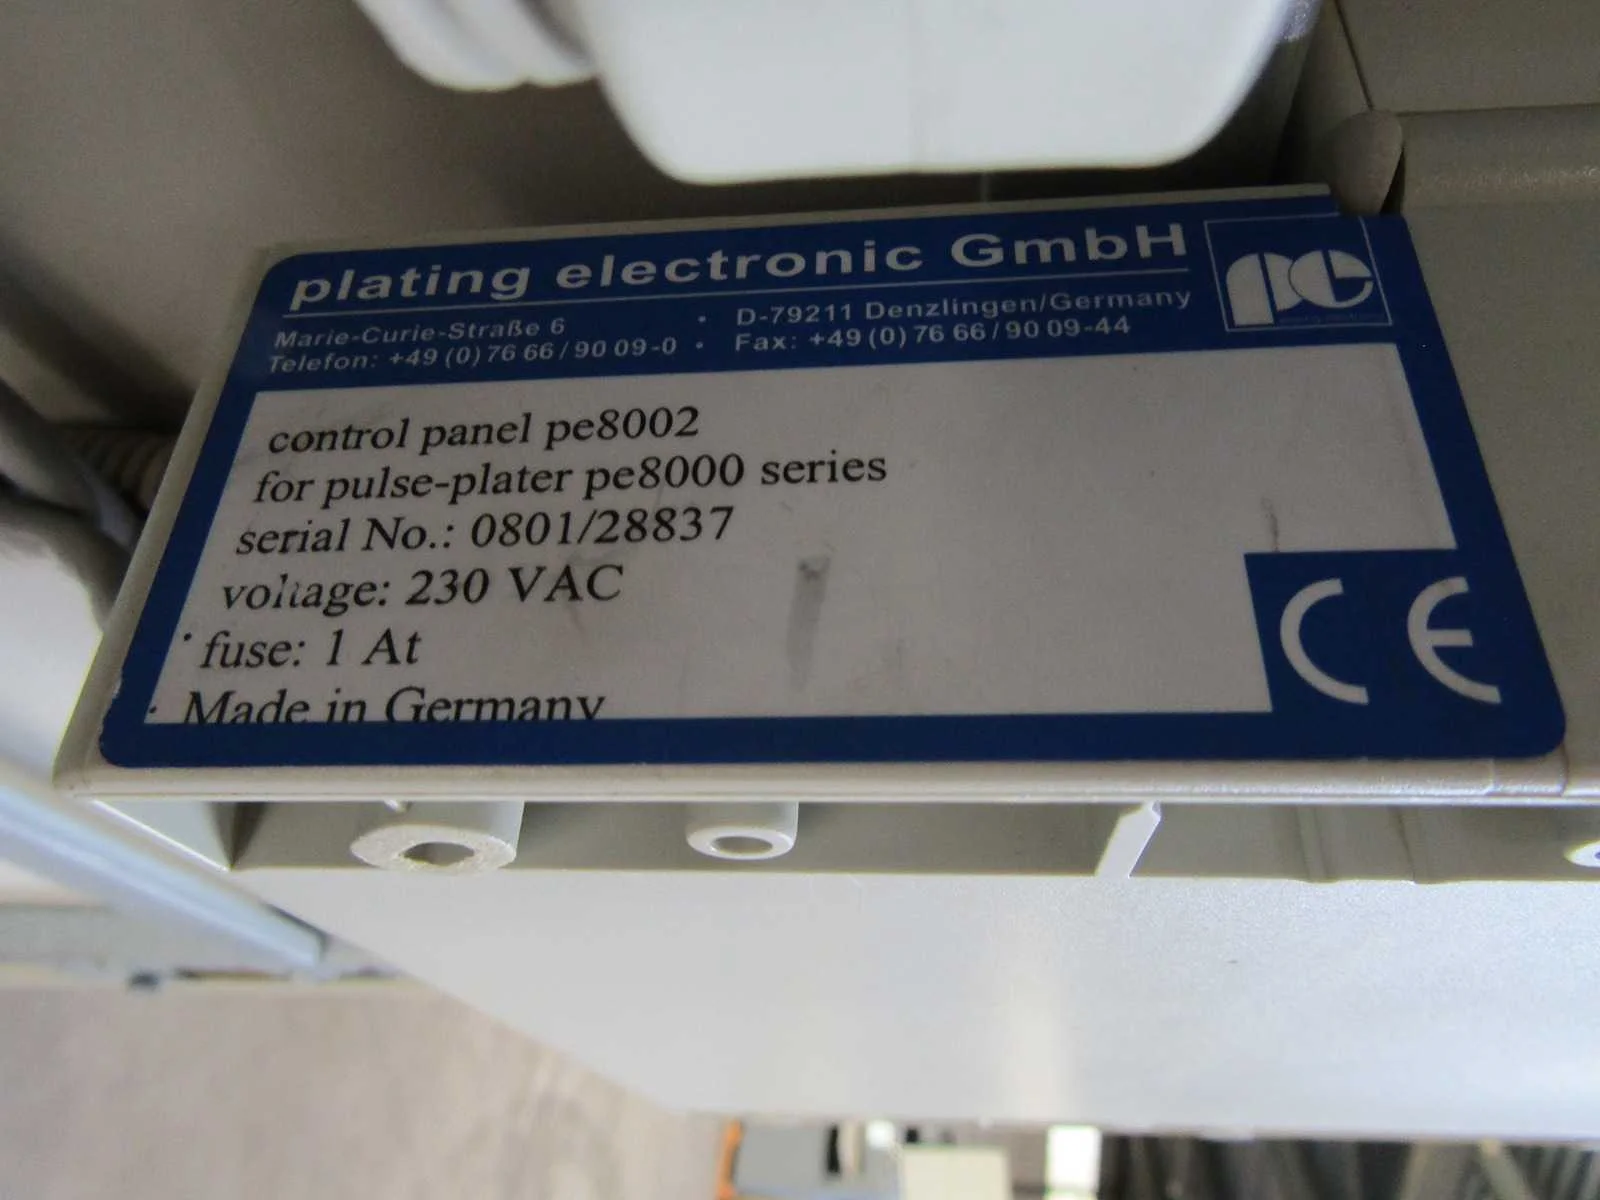 plating electronic GmbH
Marie-Curie-Straße 6 • D-79211 Denzlingen/Germany
Telefon: +49 (0) 76 66 / 90 09-0 • Fax: +49 (0) 76 66 / 90 09-44
pe
control panel pe8002
for pulse-plater pe8000 series
serial No.: 0801/28837
voltage: 230 VAC
fuse: 1 At
Made in Germany
CE